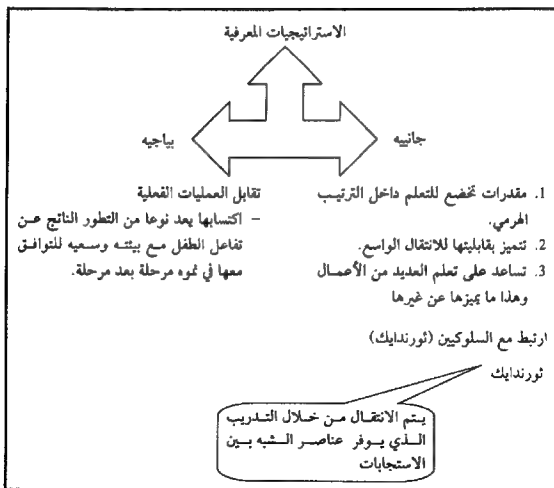 الاستراتيجيات المعرفية
جانييه
بياجيه
1. مقدرات تخضع للتعلم داخل الترتيب
الهرمي.
2. تتميز بقابليتها للانتقال الواسع.
3. تساعد على تعلم العديد من الأعمال
وهذا ما يميزها عن غيرها
تقابل العمليات الفعلية
– اكتسابها يعد نوعا من التطور الناتج عن
تفاعل الطفل مع بيئته وسعيه للتوافق
معها في نموه مرحلة بعد مرحلة.
ارتبط مع السلوكيين (ثورندايك)
ثورندايك
يتم الانتقال من خلال التدريب
الذي يوفر عناصر الشبه بين
الاستجابات